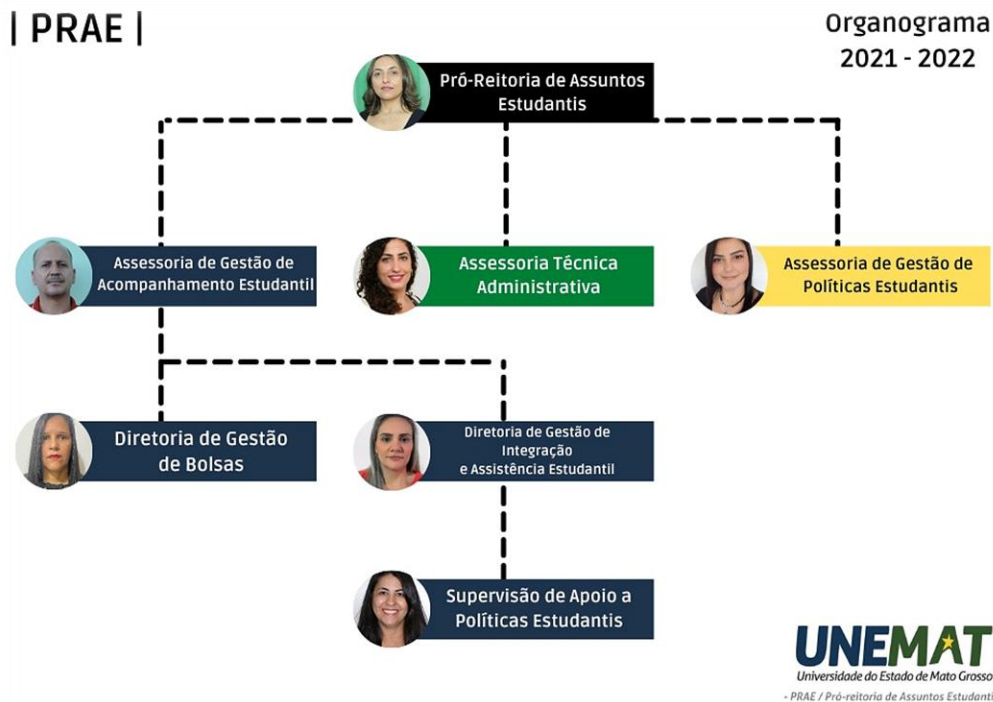 | PRAE |
Organograma
2021 - 2022
Pró-Reitoria de Assuntos
Estudantis
Assessoria de Gestão de
Acompanhamento Estudantil
Assessoria Técnica
Administrativa
Assessoria de Gestão de
Políticas Estudantis
Diretoria de Gestão
de Bolsas
Diretoria de Gestão de
Integração
e Assistência Estudantil
Supervisão de Apoio a
Políticas Estudantis
UNEMAT
Universidade do Estado de Mato Grosso
- PRAE / Pró-reitoria de Assuntos Estudanti